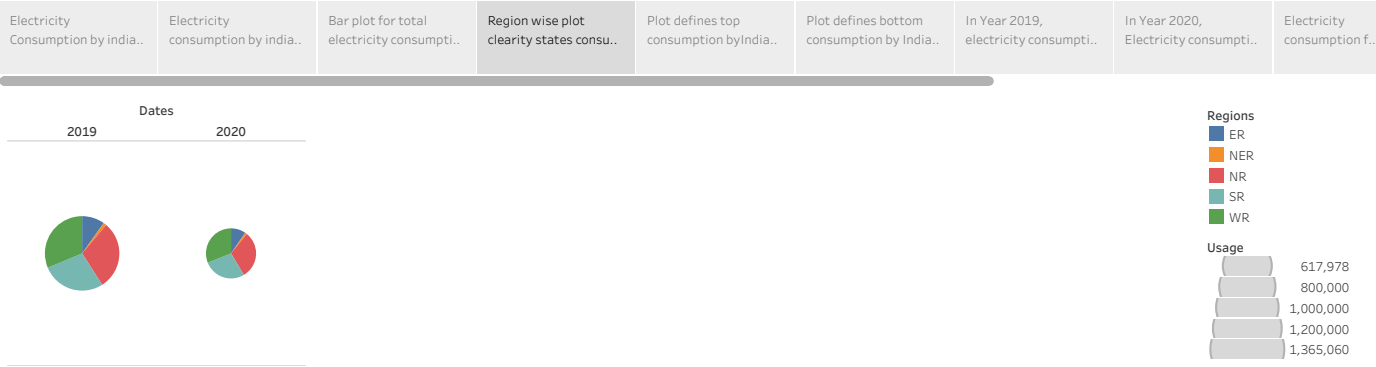 Electricity
Consumption by india..
Electricity
consumption by india..
Bar plot for total
electricity consumpti..
Region wise plot
clearity states consu..
Plot defines top
consumption byIndia..
Plot defines bottom
consumption by India..
In Year 2019,
electricity consumpti..
In Year 2020,
Electricity consumpti..
Electricity
consumption f..
Dates
2019
2020
Regions
ER
NER
NR
SR
WR
Usage
617,978
800,000
1,000,000
1,200,000
1,365,060